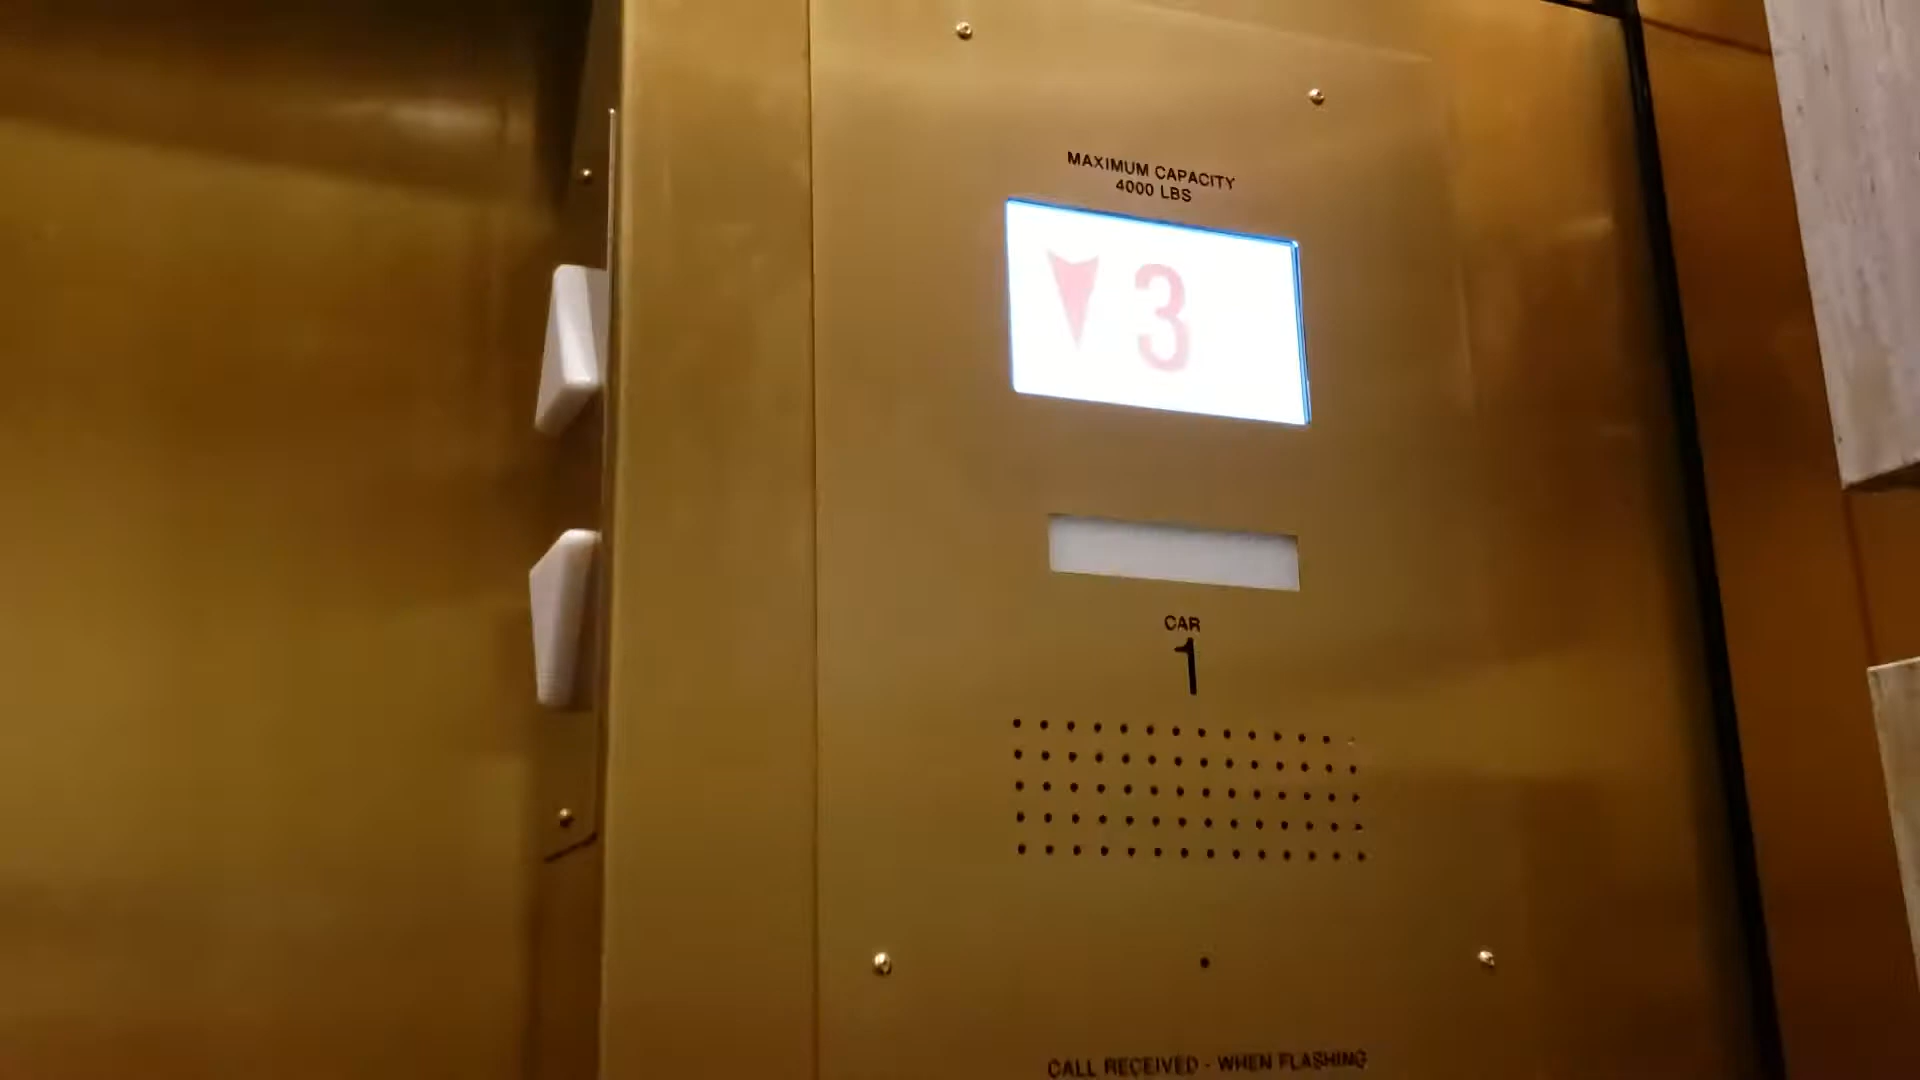 MAXIMUM CAPACITY
4000 LBS
3
CAR
1
CALL RECEIVED - WHEN FLASHING